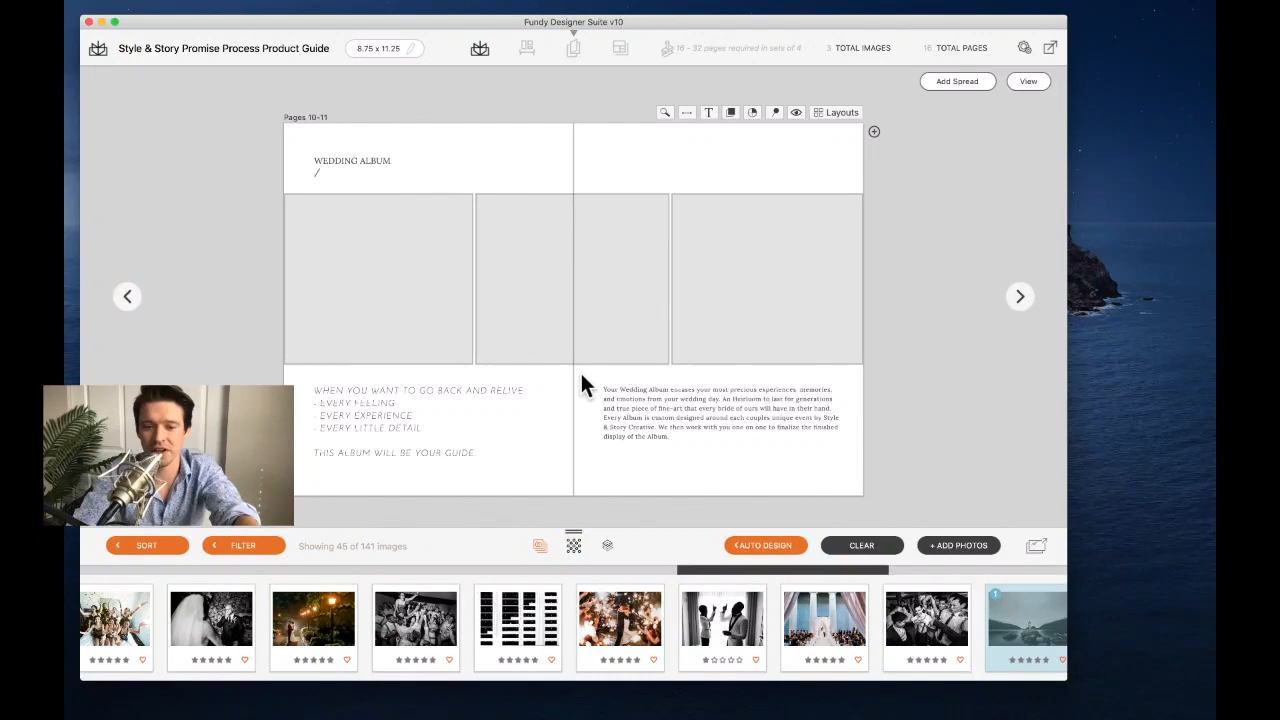 Fundy Designer Suite v10
Style & Story Promise Process Product Guide
8.75 x 11.25
16 - 32 pages required in sets of 4
3 TOTAL IMAGES
16 TOTAL PAGES
Add Spread
View
Pages 10-11
T
Layouts
WEDDING ALBUM
/
WHEN YOU WANT TO GO BACK AND RELIVE
- EVERY FEELING
- EVERY EXPERIENCE
- EVERY LITTLE DETAIL
THIS ALBUM WILL BE YOUR GUIDE.
Your Wedding Album encases your most precious experiences, memories,
and emotions from your wedding day. An Heirloom to last for generations
and true piece of fine-art that every bride of ours will have in their hand.
Every Album is custom designed around each couples unique event by Style
& Story Creative. We then work with you one on one to finalize the finished
display of the Album.
SORT
FILTER
Showing 45 of 141 images
AUTO DESIGN
CLEAR
+ ADD PHOTOS
1